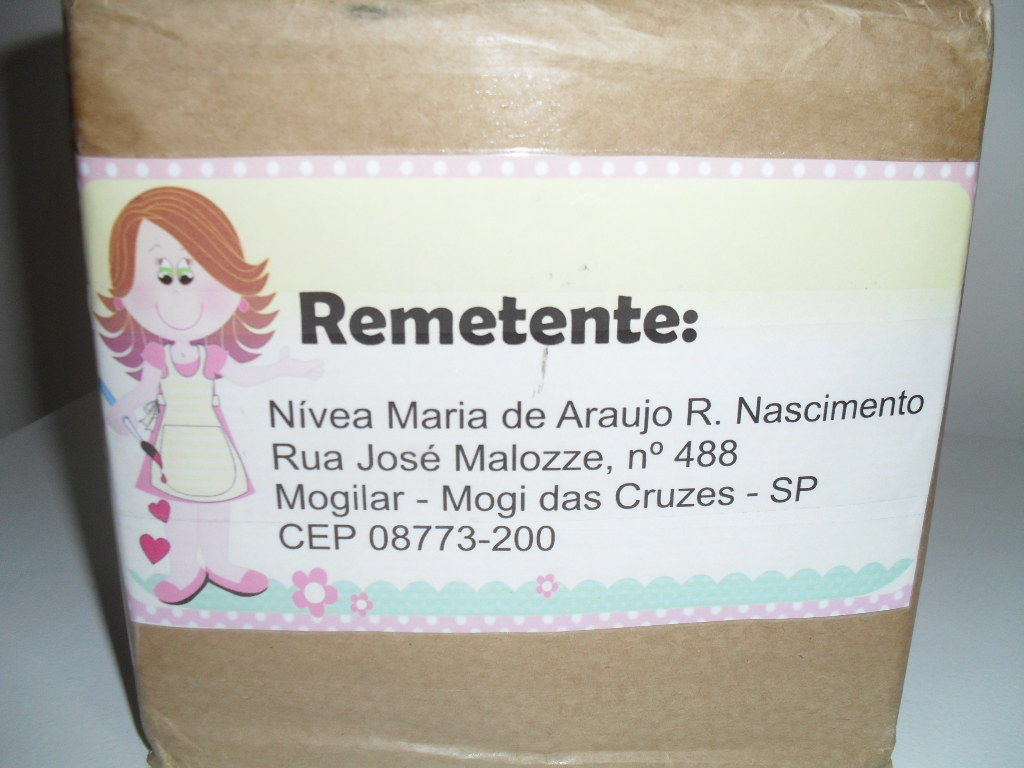 Remetente:
Nívea Maria de Araujo R. Nascimento
Rua José Malozze, nº 488
Mogilar - Mogi das Cruzes - SP
CEP 08773-200